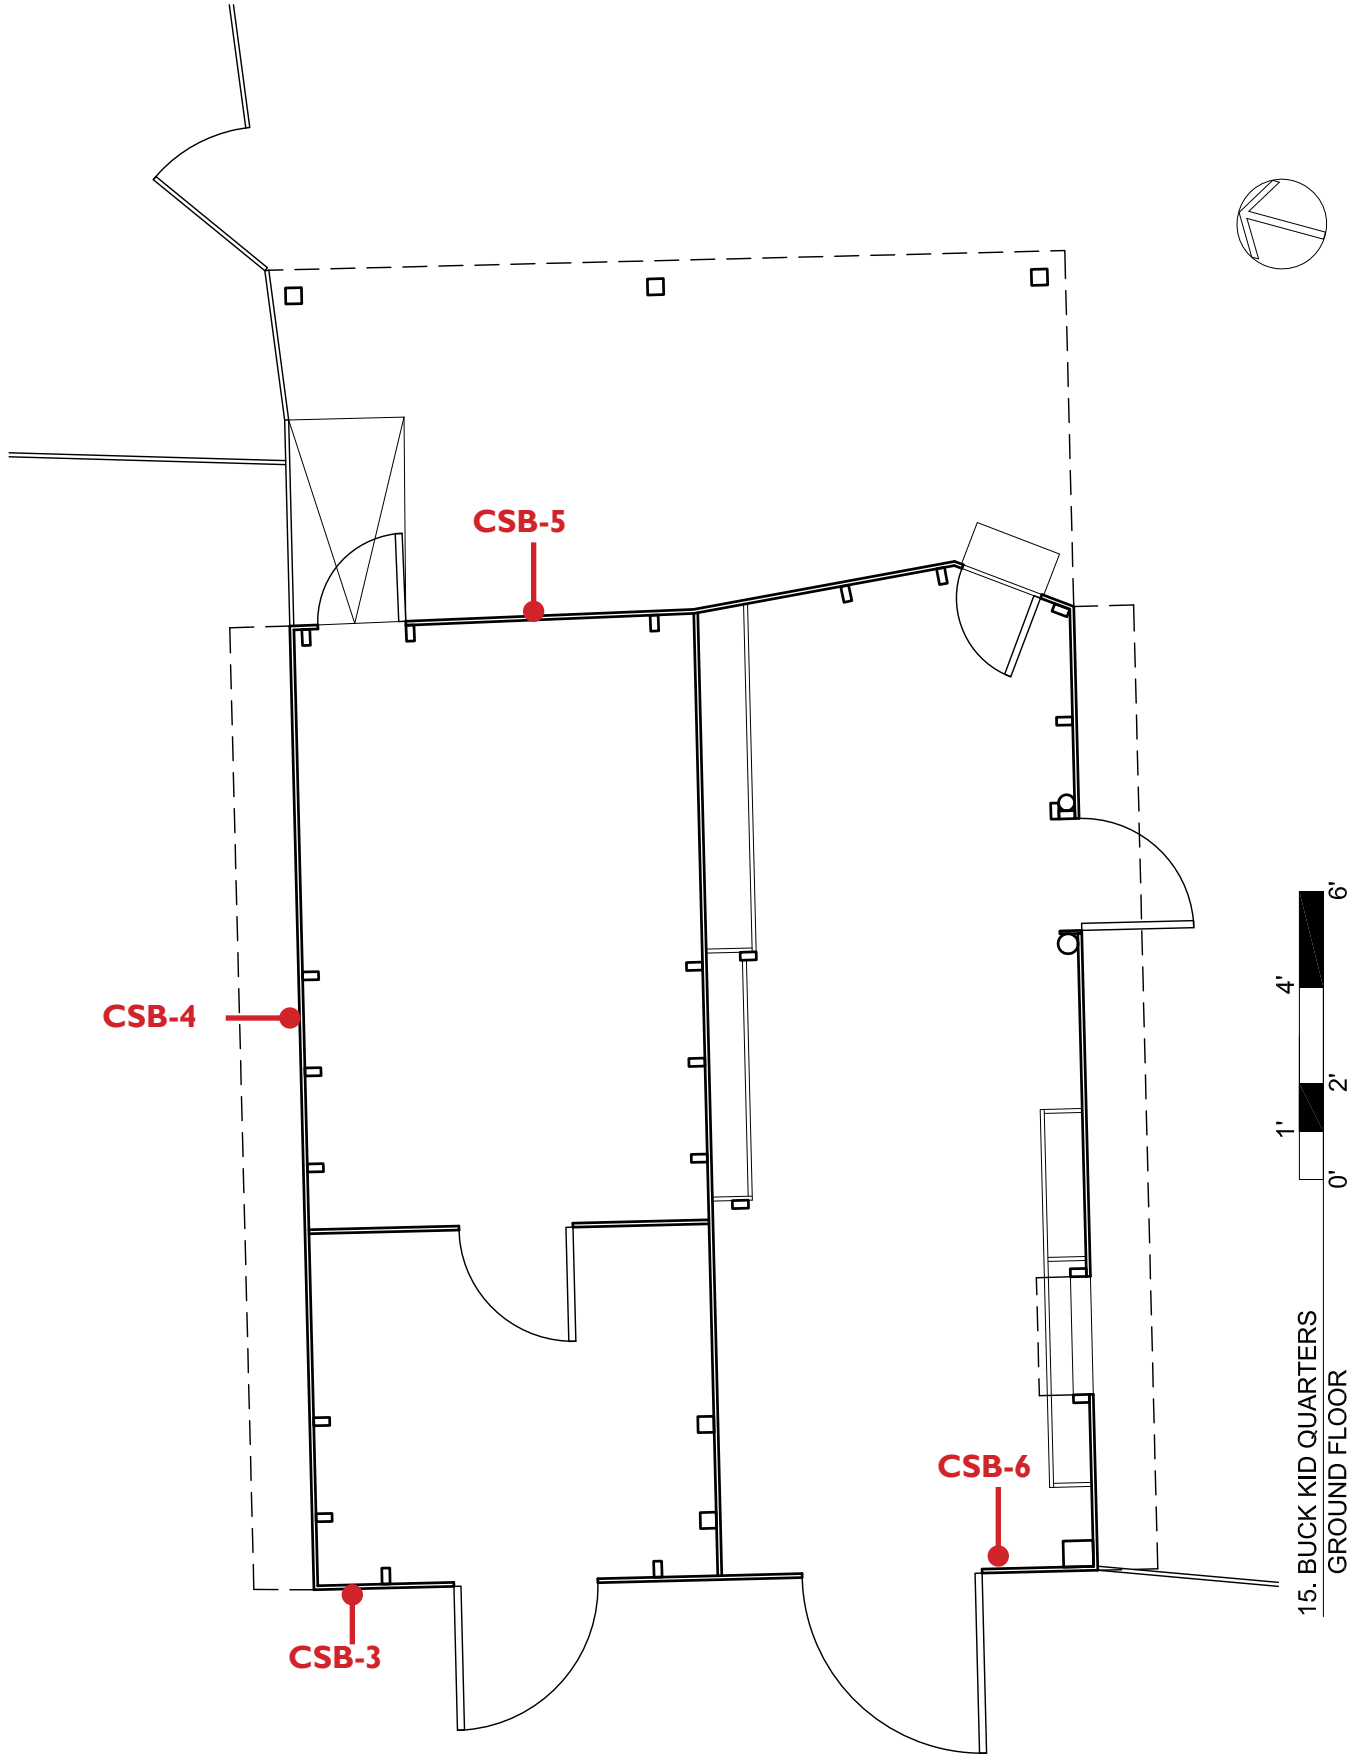 CSB-5
CSB-4
CSB-6
CSB-3
0' 1' 2' 4' 6'
15. BUCK KID QUARTERS
GROUND FLOOR